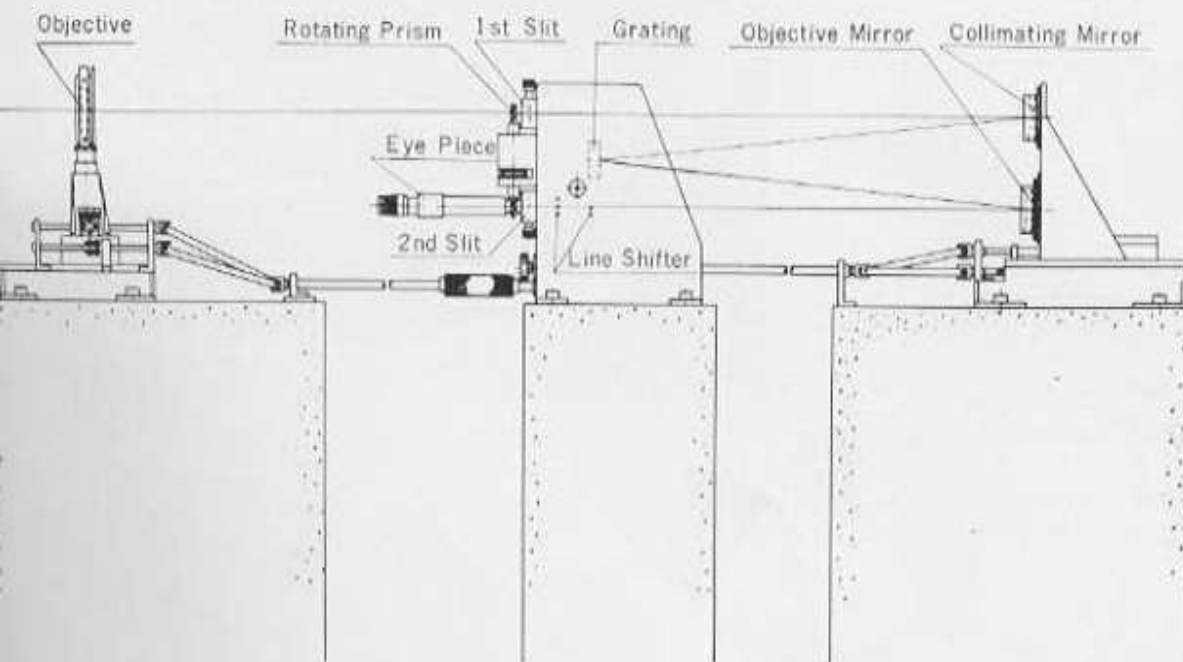 Objective
Rotating Prism
1st Slit
Grating
Objective Mirror
Collimating Mirror
Eye Piece
2nd Slit
Line Shifter